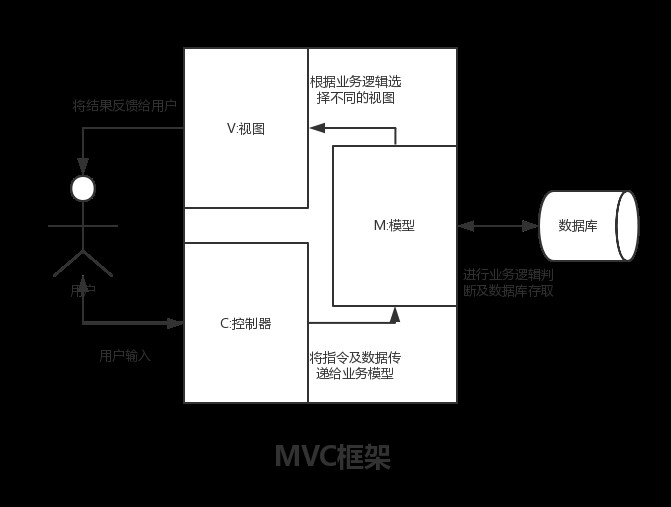 根据业务逻辑选
择不同的视图
将结果反馈给用户
V:视图
M:模型
数据库
进行业务逻辑判
断及数据库存取
用户
C:控制器
用户输入
将指令及数据传
递给业务模型
MVC框架